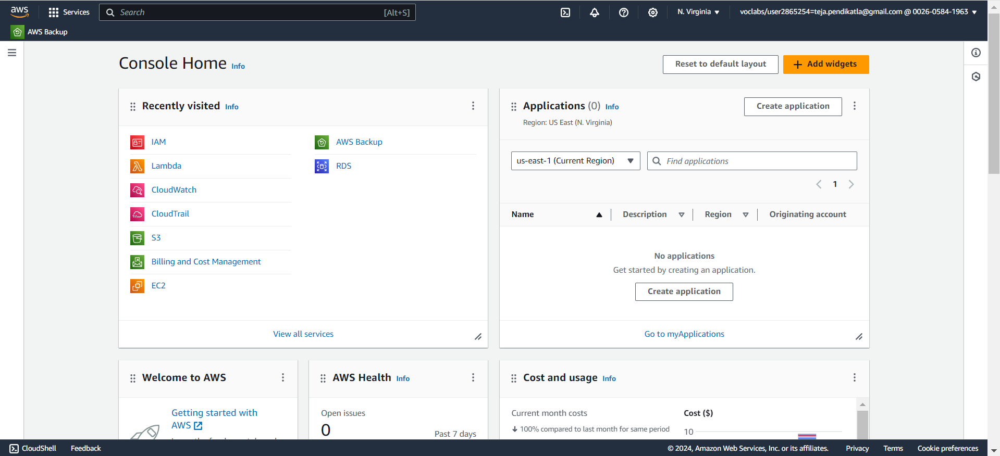 aws
Services
Search
[Alt+S]
N. Virginia
voclabs/user2865254=teja.pendikatla@gmail.com @ 0026-0584-1963
AWS Backup
Console Home Info
Reset to default layout
Add widgets
Recently visited Info
IAM
Lambda
CloudWatch
CloudTrail
S3
Billing and Cost Management
EC2
AWS Backup
RDS
View all services
Applications (0) Info
Region: US East (N. Virginia)
Create application
us-east-1 (Current Region)
Find applications
1
Name
Description
Region
Originating account
No applications
Get started by creating an application.
Create application
Go to myApplications
Welcome to AWS
Getting started with
AWS
AWS Health Info
Open issues
0
Past 7 days
Cost and usage Info
Current month costs
100% compared to last month for same period
Cost ($)
10
CloudShell
Feedback
© 2024, Amazon Web Services, Inc. or its affiliates.
Privacy
Terms
Cookie preferences